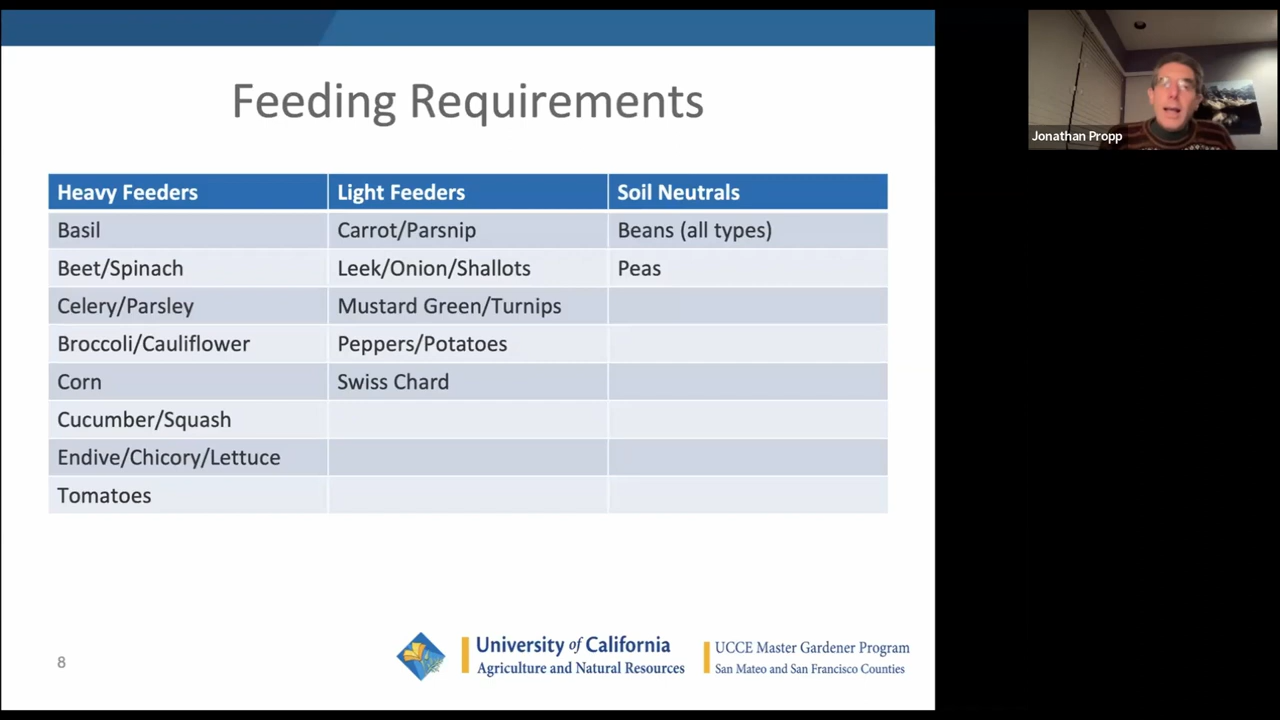 Feeding Requirements
Heavy Feeders Light Feeders Soil Neutrals
Basil Carrot/Parsnip Beans (all types)
Beet/Spinach Leek/Onion/Shallots Peas
Celery/Parsley Mustard Green/Turnips
Broccoli/Cauliflower Peppers/Potatoes
Corn Swiss Chard
Cucumber/Squash
Endive/Chicory/Lettuce
Tomatoes
8
University of California
Agriculture and Natural Resources
UCCE Master Gardener Program
San Mateo and San Francisco Counties
Jonathan Propp